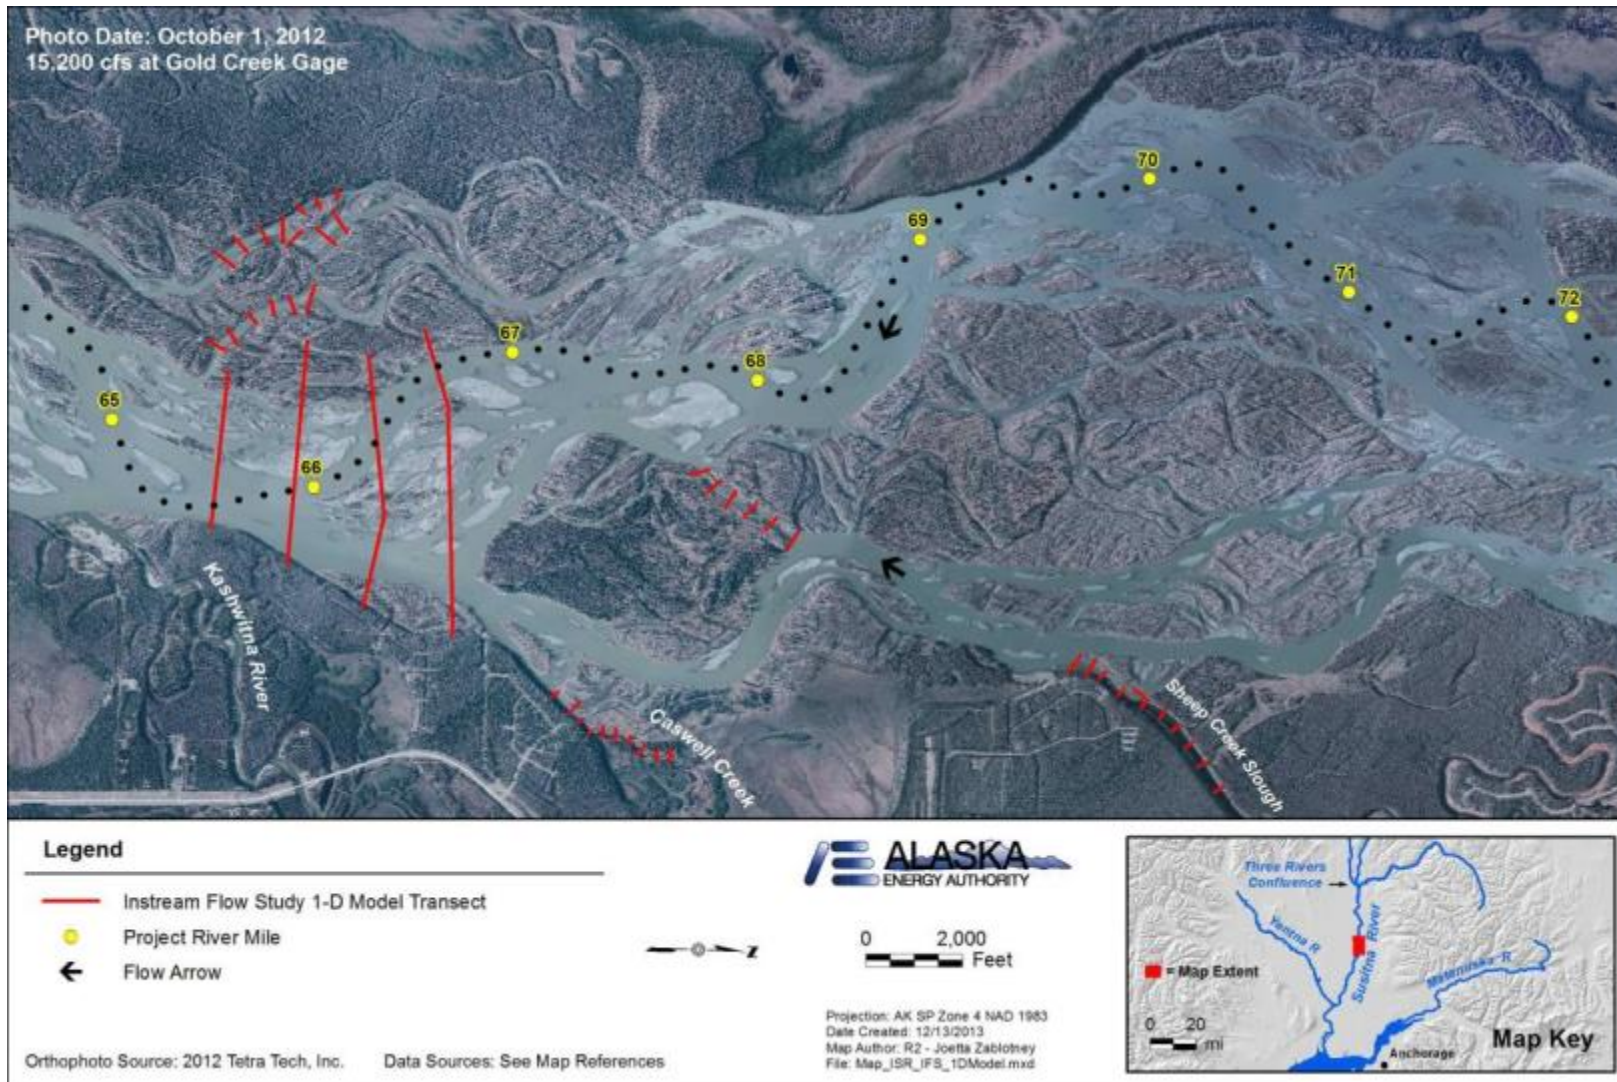 Photo Date: October 1, 2012
15,200 cfs at Gold Creek Gage
70
69
71
72
67
68
65
66
Kashwitna River
Caswell Creek
Sheep Creek Slough
Legend
Instream Flow Study 1-D Model Transect
Project River Mile
Flow Arrow
Orthophoto Source: 2012 Tetra Tech, Inc.
Data Sources: See Map References
Z
ALASKA
ENERGY AUTHORITY
0 2,000
Feet
Projection: AK SP Zone 4 NAD 1983
Date Created: 12/13/2013
Map Author: R2 - Joetta Zablotney
File: Map_ISR_IFS_1DModel.mxd
Three Rivers
Confluence
Yentna R
Susitna River
Matanuska R
= Map Extent
0 20
mi
Anchorage
Map Key